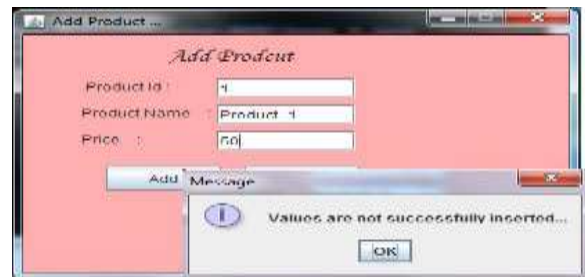 Add Product ...
Add Prodcut
Product Id :
1
Product Name :
Product 1
Price :
50
Add
Message
Values are not successfully inserted...
OK